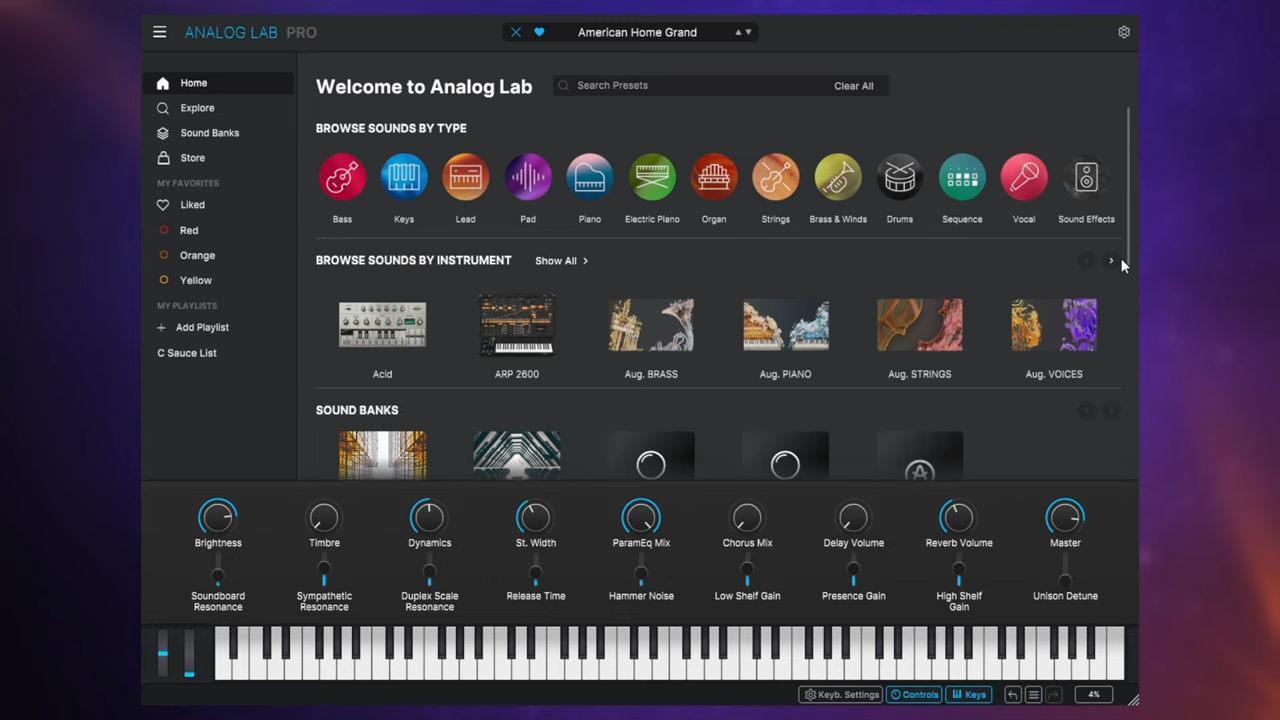 ANALOG LAB PRO
American Home Grand
Home
Explore
Sound Banks
Store
MY FAVORITES
Liked
Red
Orange
Yellow
MY PLAYLISTS
Add Playlist
C Sauce List
Welcome to Analog Lab
Search Presets
Clear All
BROWSE SOUNDS BY TYPE
Bass
Keys
Lead
Pad
Piano
Electric Piano
Organ
Strings
Brass & Winds
Drums
Sequence
Vocal
Sound Effects
BROWSE SOUNDS BY INSTRUMENT
Show All
Acid
ARP 2600
Aug. BRASS
Aug. PIANO
Aug. STRINGS
Aug. VOICES
SOUND BANKS
Brightness
Timbre
Dynamics
St. Width
ParamEq Mix
Chorus Mix
Delay Volume
Reverb Volume
Master
Soundboard
Resonance
Sympathetic
Resonance
Duplex Scale
Resonance
Release Time
Hammer Noise
Low Shelf Gain
Presence Gain
High Shelf
Gain
Unison Detune
Keyb. Settings
Controls
Keys
4%